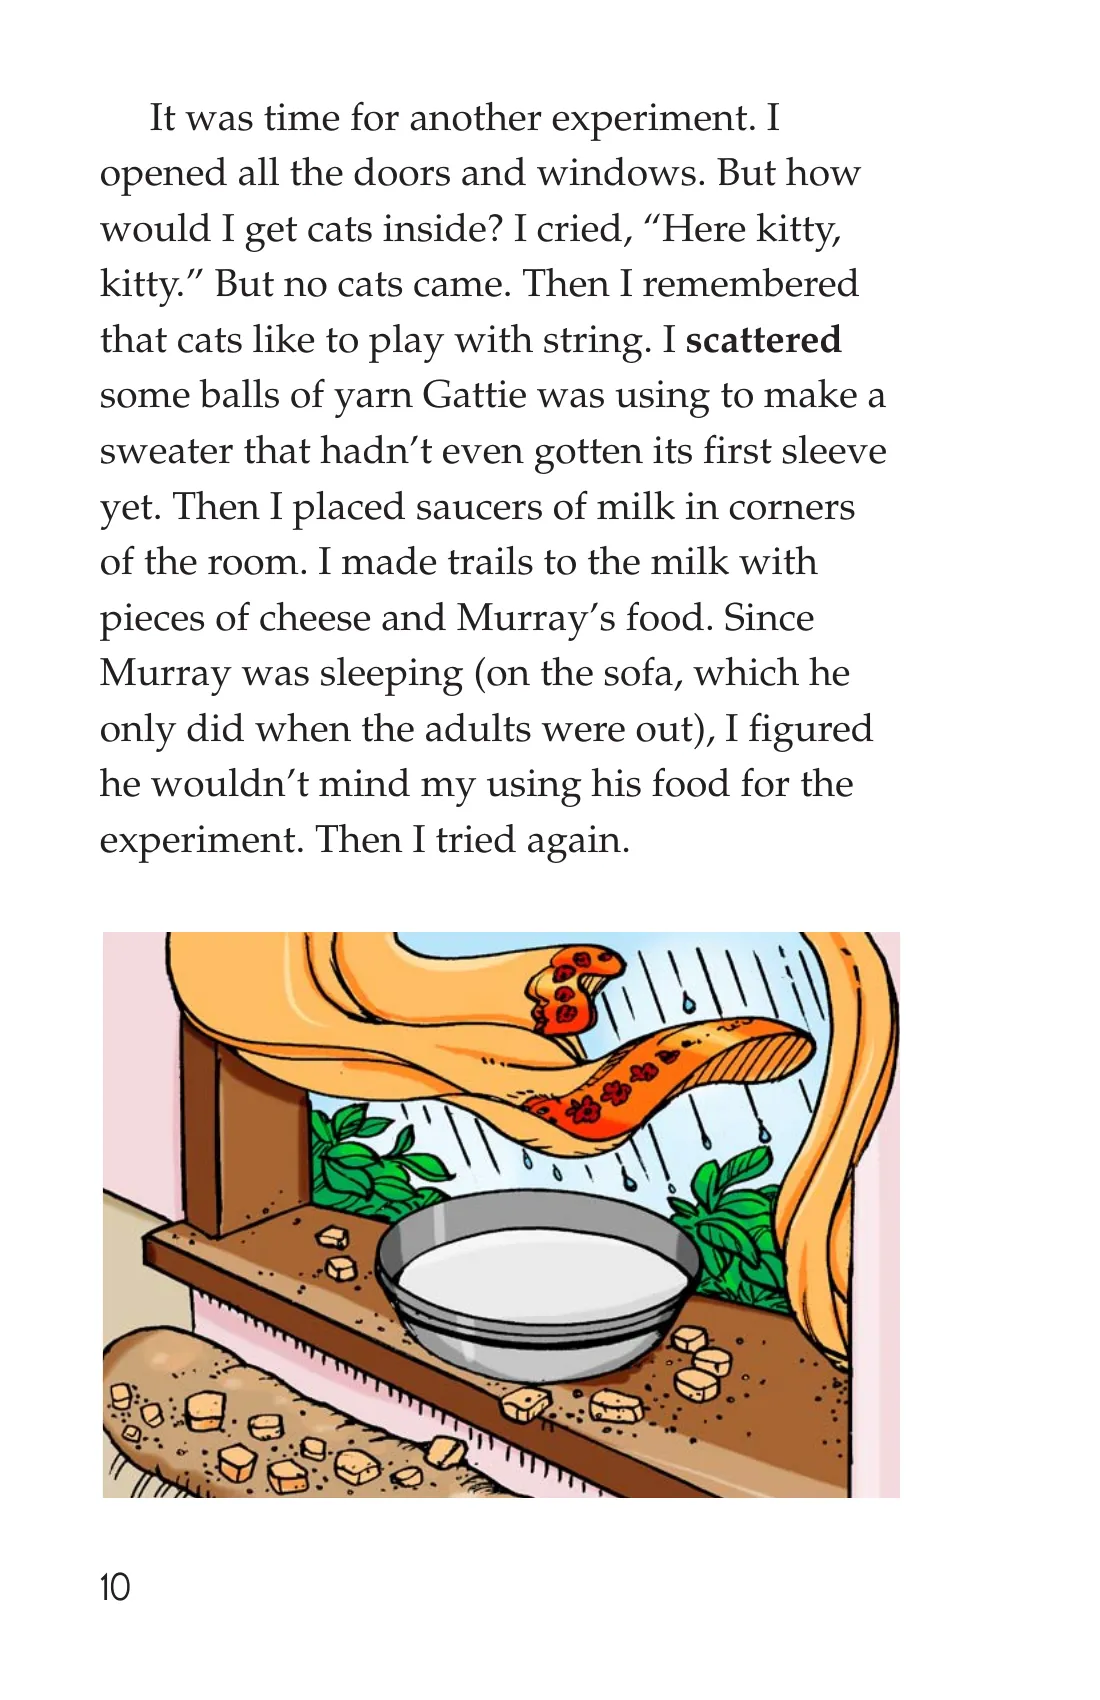 It was time for another experiment. I
opened all the doors and windows. But how
would I get cats inside? I cried, “Here kitty,
kitty.” But no cats came. Then I remembered
that cats like to play with string. I scattered
some balls of yarn Gattie was using to make a
sweater that hadn’t even gotten its first sleeve
yet. Then I placed saucers of milk in corners
of the room. I made trails to the milk with
pieces of cheese and Murray’s food. Since
Murray was sleeping (on the sofa, which he
only did when the adults were out), I figured
he wouldn’t mind my using his food for the
experiment. Then I tried again.
10